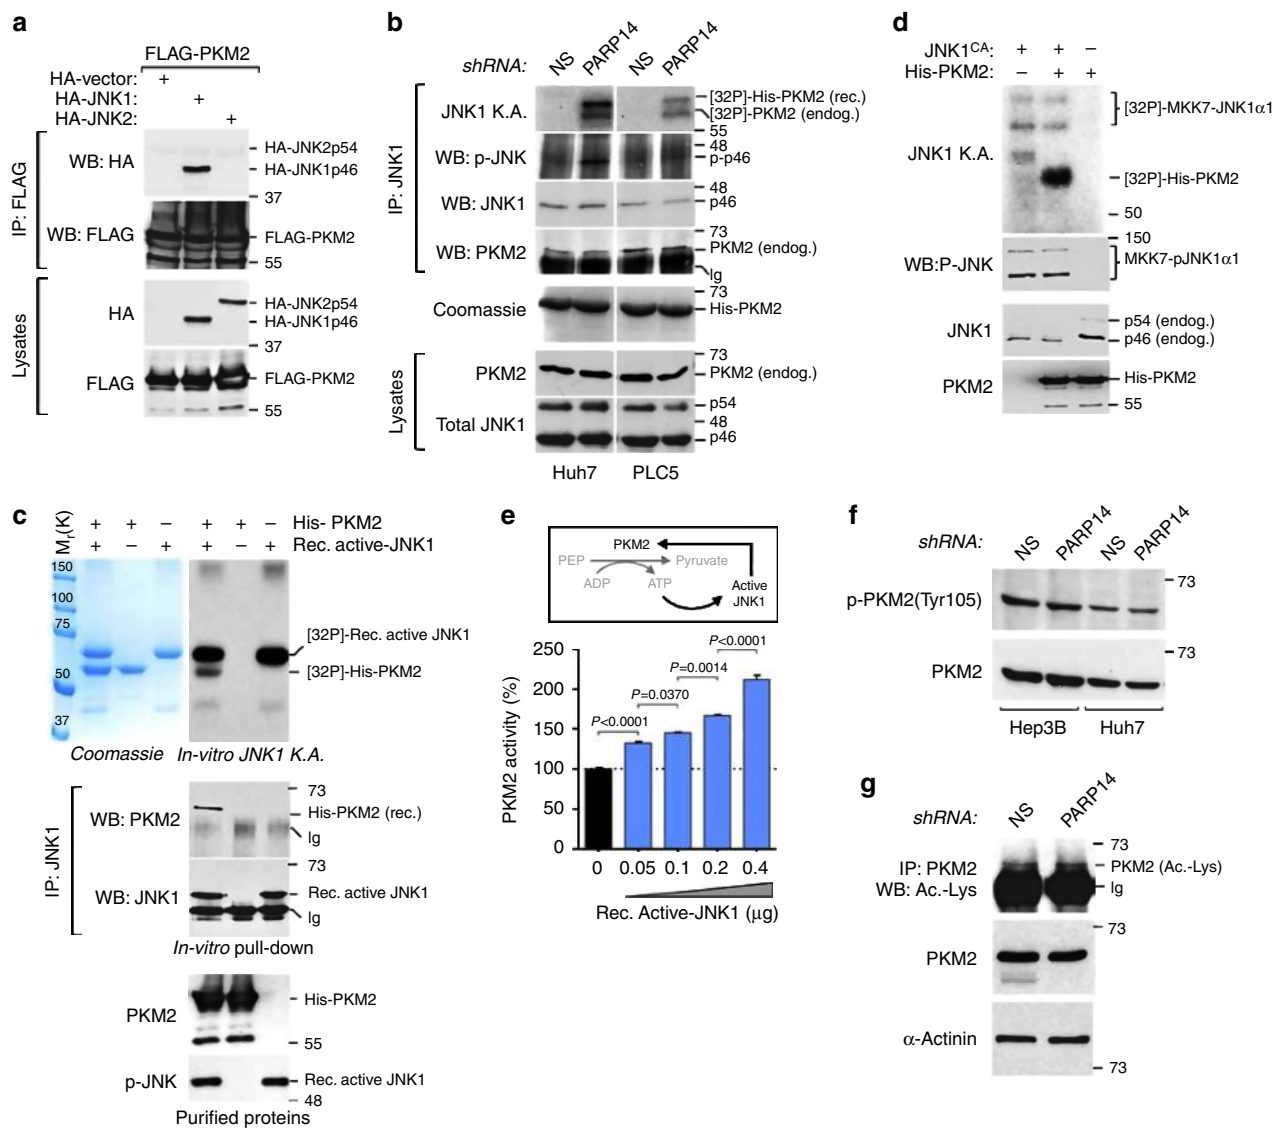 a
FLAG-PKM2
HA-vector: +
HA-JNK1: +
HA-JNK2: +
IP: FLAG
WB: HA
HA-JNK2p54
HA-JNK1p46
37
WB: FLAG
FLAG-PKM2
55
Lysates
HA
HA-JNK2p54
HA-JNK1p46
37
FLAG
FLAG-PKM2
55
b
shRNA: NS PARP14 NS PARP14
IP: JNK1
JNK1 K.A.
[32P]-His-PKM2 (rec.)
[32P]-PKM2 (endog.)
55
WB: p-JNK
48
p-p46
WB: JNK1
48
p46
WB: PKM2
73
PKM2 (endog.)
Ig
Coomassie
73
His-PKM2
Lysates
PKM2
73
PKM2 (endog.)
Total JNK1
p54
48
p46
Huh7 PLC5
d
JNK1CA: + + −
His-PKM2: − + +
JNK1 K.A.
[32P]-MKK7-JNK1α1
[32P]-His-PKM2
50
WB:P-JNK
150
MKK7-pJNK1α1
JNK1
p54 (endog.)
p46 (endog.)
PKM2
His-PKM2
55
c
Mr(K)
+ + − + + − His- PKM2
+ − + + − + Rec. active-JNK1
150
100
75
50
37
[32P]-Rec. active JNK1
[32P]-His-PKM2
Coomassie In-vitro JNK1 K.A.
IP: JNK1
WB: PKM2
73
His-PKM2 (rec.)
Ig
WB: JNK1
73
Rec. active JNK1
Ig
In-vitro pull-down
PKM2
His-PKM2
55
p-JNK
Rec. active JNK1
48
Purified proteins
e
PKM2
PEP Pyruvate
ADP ATP
Active
JNK1
PKM2 activity (%)
250
200
150
100
50
0
P<0.0001
P=0.0370
P=0.0014
P<0.0001
0 0.05 0.1 0.2 0.4
Rec. Active-JNK1 (µg)
f
shRNA: NS PARP14 NS PARP14
p-PKM2(Tyr105)
73
PKM2
73
Hep3B Huh7
g
shRNA: NS PARP14
IP: PKM2
WB: Ac.-Lys
73
PKM2 (Ac.-Lys)
Ig
PKM2
73
α-Actinin
73